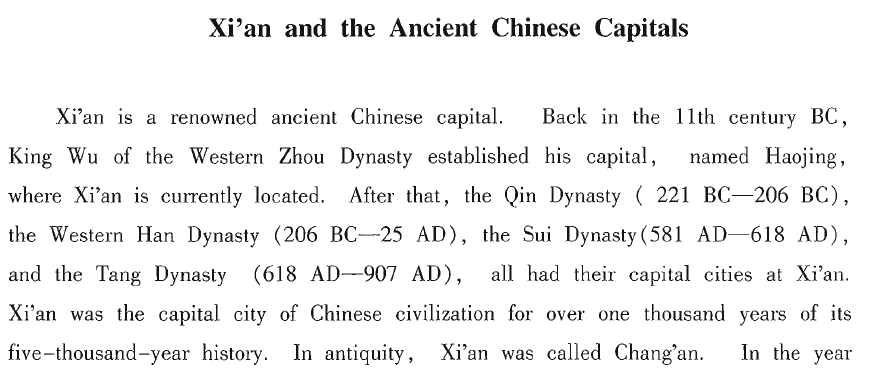 Xi'an and the Ancient Chinese Capitals
Xi'an is a renowned ancient Chinese capital. Back in the 11th century BC,
King Wu of the Western Zhou Dynasty established his capital, named Haojing,
where Xi'an is currently located. After that, the Qin Dynasty ( 221 BC—206 BC),
the Western Han Dynasty (206 BC—25 AD), the Sui Dynasty(581 AD—618 AD),
and the Tang Dynasty (618 AD—907 AD), all had their capital cities at Xi'an.
Xi'an was the capital city of Chinese civilization for over one thousand years of its
five-thousand-year history. In antiquity, Xi'an was called Chang'an. In the year